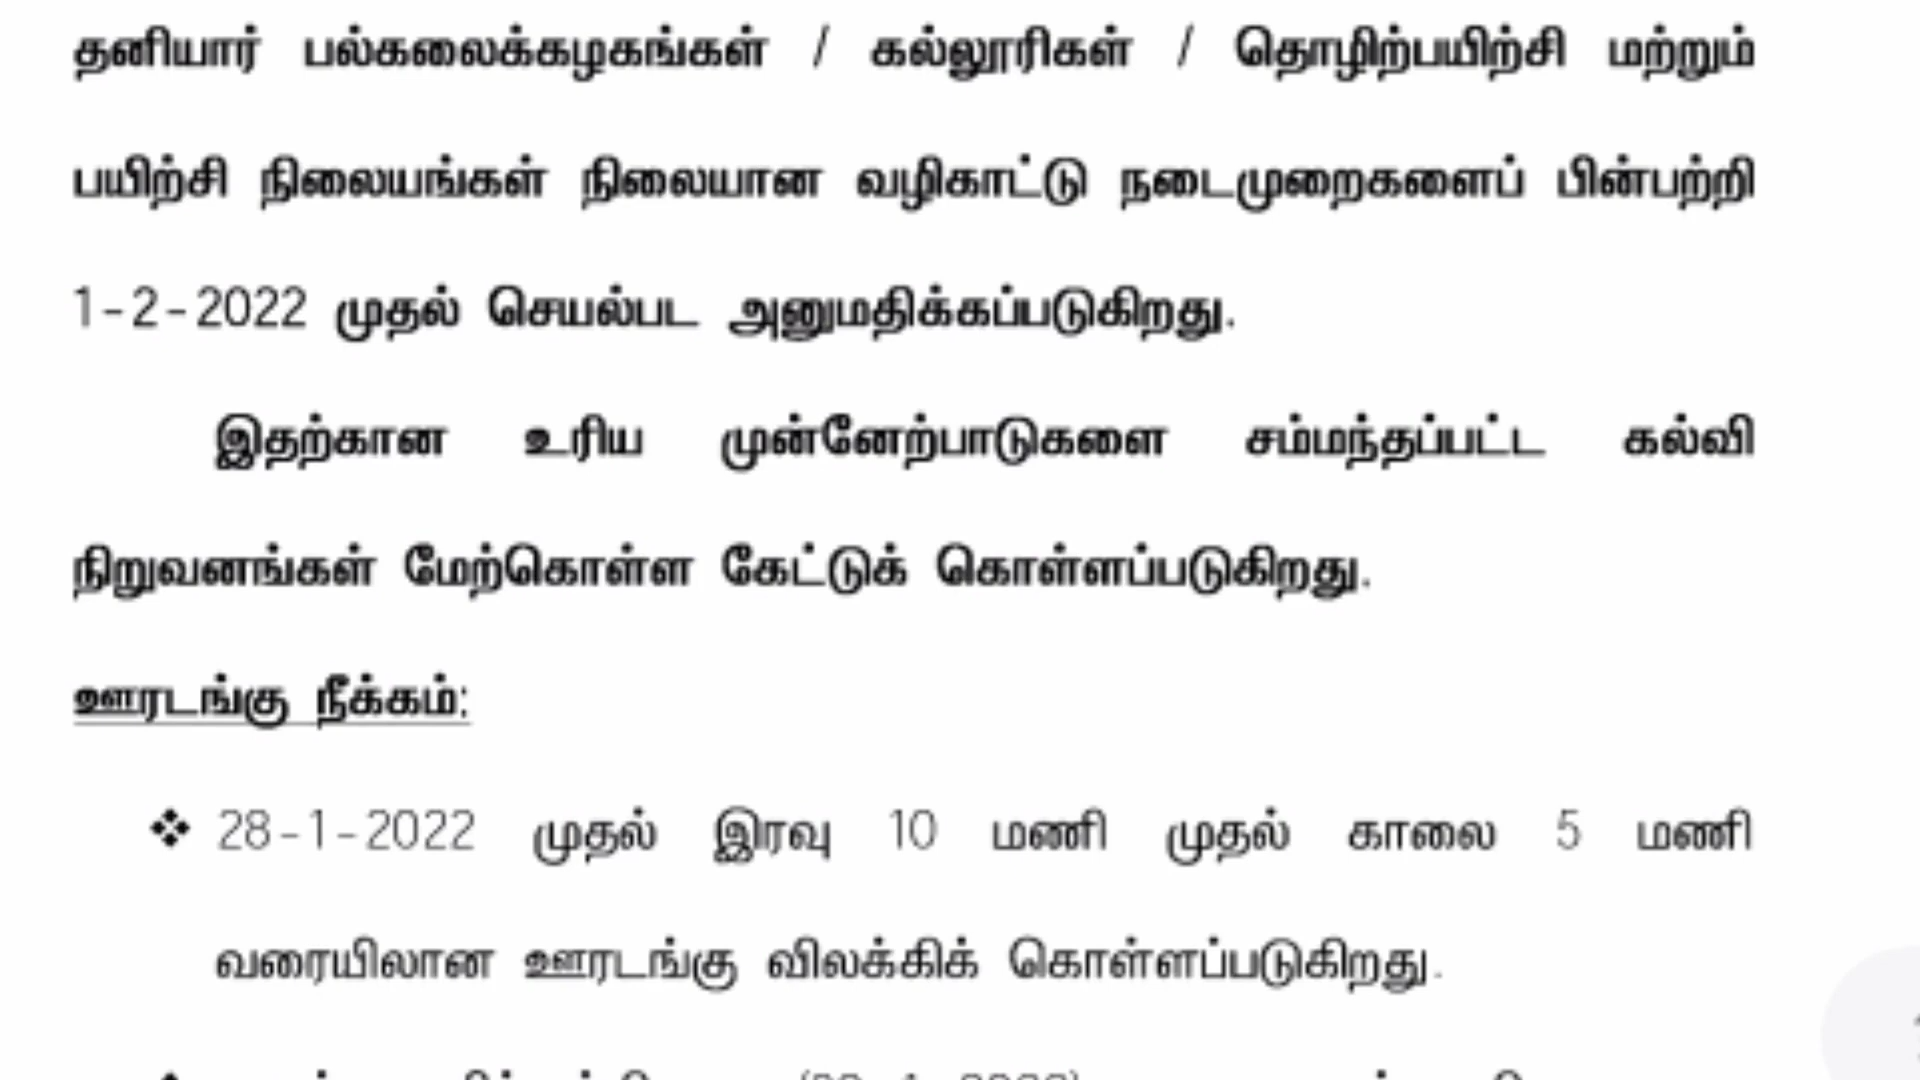 தனியார் பல்கலைக்கழகங்கள் / கல்லூரிகள் / தொழிற்பயிற்சி மற்றும்
பயிற்சி நிலையங்கள் நிலையான வழிகாட்டு நடைமுறைகளைப் பின்பற்றி
1-2-2022 முதல் செயல்பட அனுமதிக்கப்படுகிறது.
இதற்கான உரிய முன்னேற்பாடுகளை சம்மந்தப்பட்ட கல்வி
நிறுவனங்கள் மேற்கொள்ள கேட்டுக் கொள்ளப்படுகிறது.
ஊரடங்கு நீக்கம்:
❖ 28-1-2022 முதல் இரவு 10 மணி முதல் காலை 5 மணி
வரையிலான ஊரடங்கு விலக்கிக் கொள்ளப்படுகிறது.